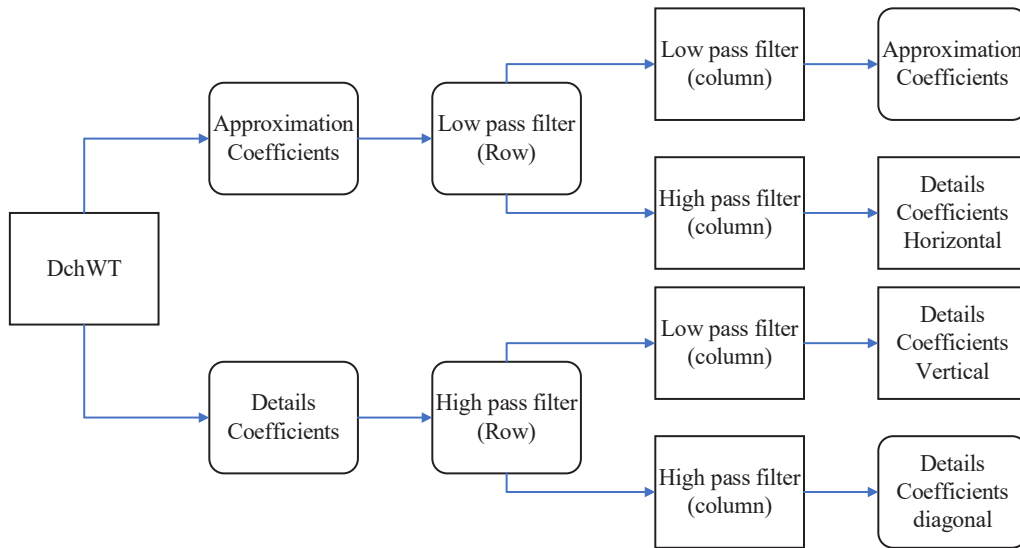 DchWT
Approximation
Coefficients
Low pass filter
(Row)
Low pass filter
(column)
Approximation
Coefficients
High pass filter
(column)
Details
Coefficients
Horizontal
Details
Coefficients
High pass filter
(Row)
Low pass filter
(column)
Details
Coefficients
Vertical
High pass filter
(column)
Details
Coefficients
diagonal